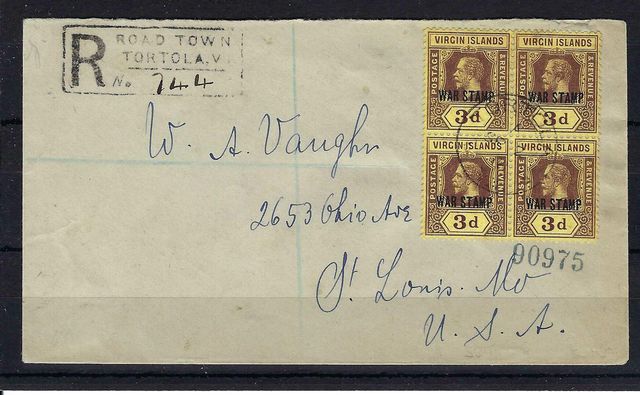 R
ROAD TOWN
TORTOLA. V.
No. 744
VIRGIN ISLANDS
POSTAGE
& REVENUE
WAR STAMP
3d
VIRGIN ISLANDS
POSTAGE
& REVENUE
WAR STAMP
3d
VIRGIN ISLANDS
POSTAGE
& REVENUE
WAR STAMP
3d
VIRGIN ISLANDS
POSTAGE
& REVENUE
WAR STAMP
3d
W. A. Vaughn
2653 Ohio Ave
St. Louis. Mo
U. S. A.
90975